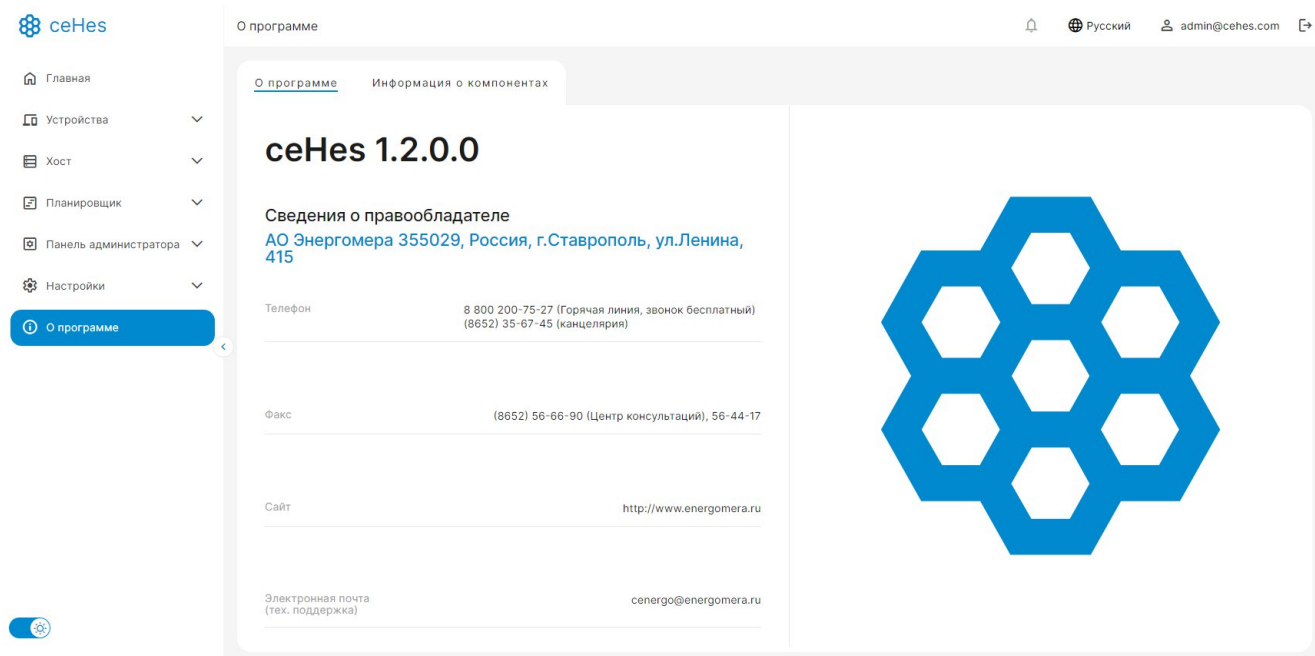 ceHes
О программе
Русский
admin@cehes.com
Главная
Устройства
Хост
Планировщик
Панель администратора
Настройки
О программе
О программе
Информация о компонентах
ceHes 1.2.0.0
Сведения о правообладателе
АО Энергомера 355029, Россия, г.Ставрополь, ул.Ленина,
415
Телефон
8 800 200-75-27 (Горячая линия, звонок бесплатный)
(8652) 35-67-45 (канцелярия)
Факс
(8652) 56-66-90 (Центр консультаций), 56-44-17
Сайт
http://www.energomera.ru
Электронная почта
(тех. поддержка)
cenergo@energomera.ru